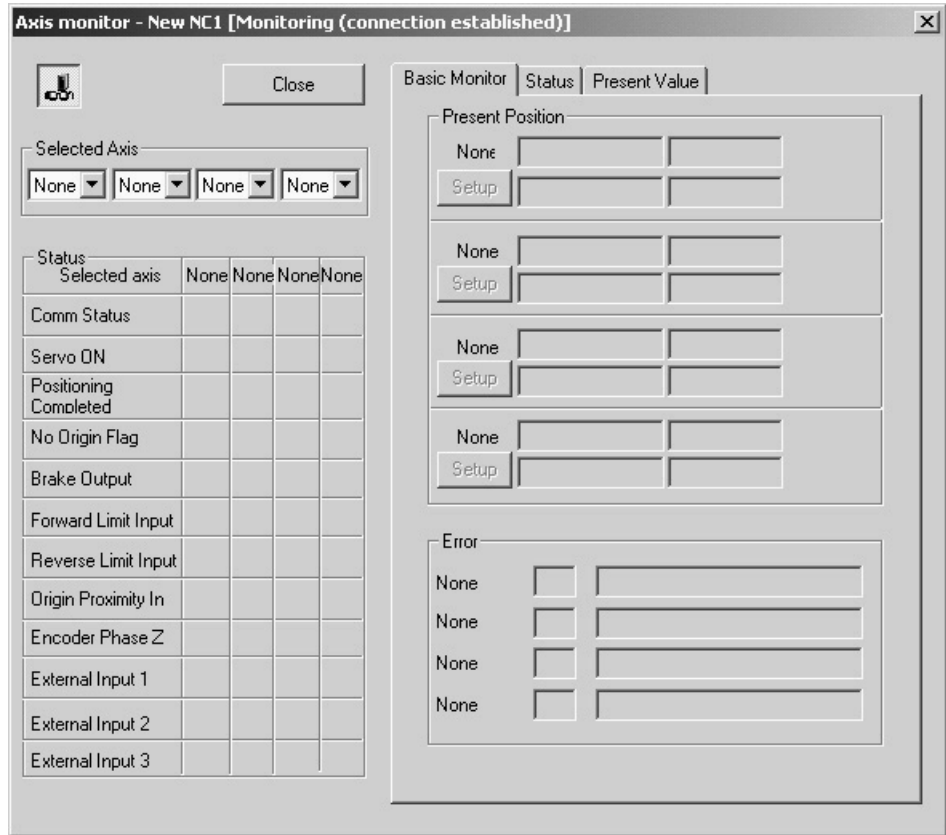 Axis monitor - New NC1 [Monitoring (connection established)]
Close
Selected Axis
None None None None
Status
Selected axis None None None None
Comm Status
Servo ON
Positioning
Completed
No Origin Flag
Brake Output
Forward Limit Input
Reverse Limit Input
Origin Proximity In
Encoder Phase Z
External Input 1
External Input 2
External Input 3
Basic Monitor Status Present Value
Present Position
None
Setup
None
Setup
None
Setup
None
Setup
Error
None
None
None
None